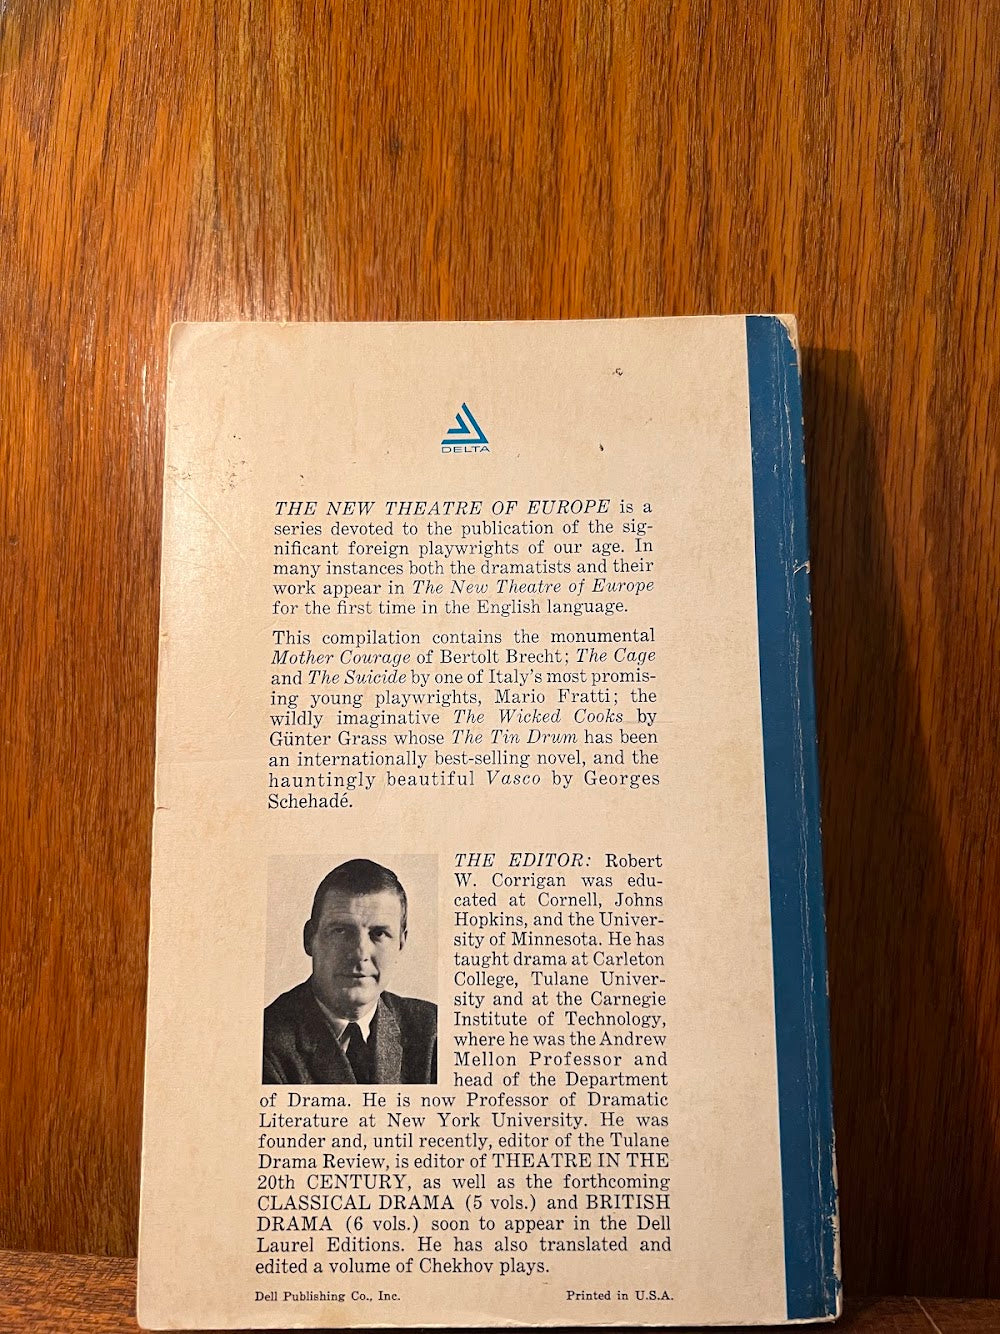 DELTA
THE NEW THEATRE OF EUROPE is a
series devoted to the publication of the sig-
nificant foreign playwrights of our age. In
many instances both the dramatists and their
work appear in The New Theatre of Europe
for the first time in the English language.
This compilation contains the monumental
Mother Courage of Bertolt Brecht; The Cage
and The Suicide by one of Italy's most promis-
ing young playwrights, Mario Fratti; the
wildly imaginative The Wicked Cooks by
Günter Grass whose The Tin Drum has been
an internationally best-selling novel, and the
hauntingly beautiful Vasco by Georges
Schehadé.
THE EDITOR: Robert
W. Corrigan was edu-
cated at Cornell, Johns
Hopkins, and the Univer-
sity of Minnesota. He has
taught drama at Carleton
College, Tulane Univer-
sity and at the Carnegie
Institute of Technology,
where he was the Andrew
Mellon Professor and
head of the Department
of Drama. He is now Professor of Dramatic
Literature at New York University. He was
founder and, until recently, editor of the Tulane
Drama Review, is editor of THEATRE IN THE
20th CENTURY, as well as the forthcoming
CLASSICAL DRAMA (5 vols.) and BRITISH
DRAMA (6 vols.) soon to appear in the Dell
Laurel Editions. He has also translated and
edited a volume of Chekhov plays.
Dell Publishing Co., Inc.
Printed in U.S.A.